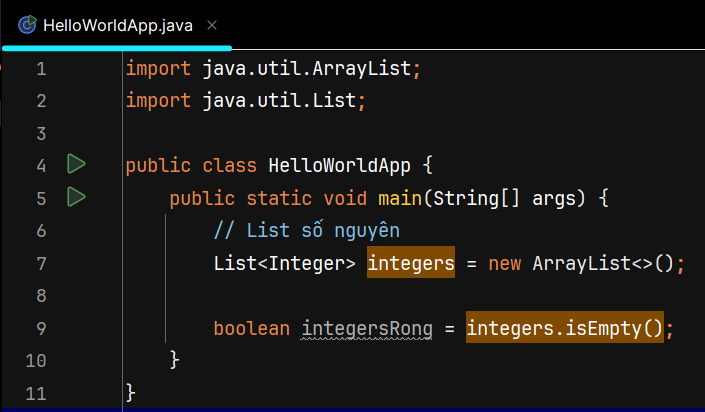 HelloWorldApp.java
1 import java.util.ArrayList;
2 import java.util.List;
3
4 public class HelloWorldApp {
5 public static void main(String[] args) {
6 // List số nguyên
7 List<Integer> integers = new ArrayList<>();
8
9 boolean integersRong = integers.isEmpty();
10 }
11 }